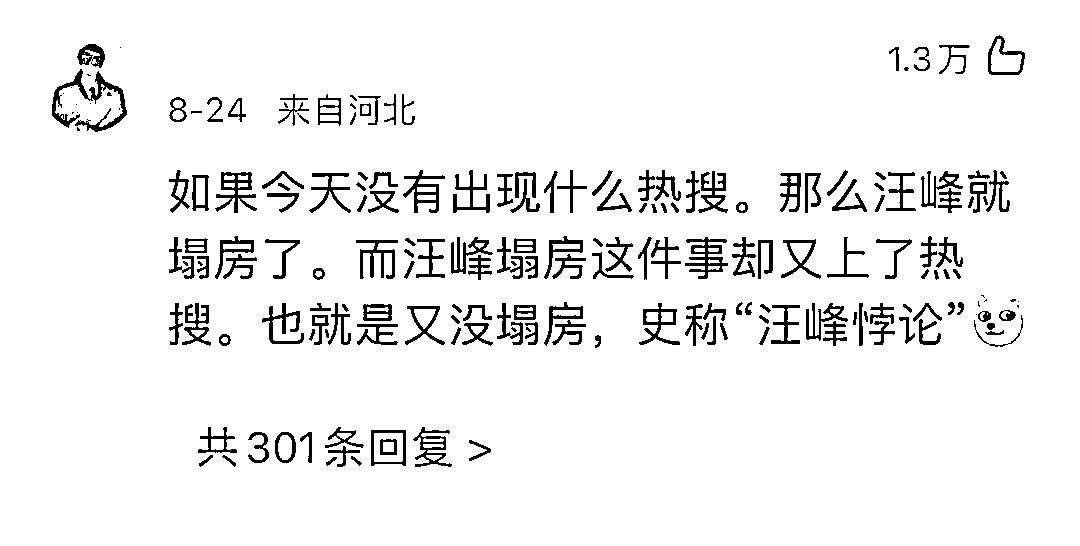 1.3万
8-24 来自河北
如果今天没有出现什么热搜。那么汪峰就
塌房了。而汪峰塌房这件事却又上了热
搜。也就是又没塌房，史称“汪峰悖论”
共301条回复 >